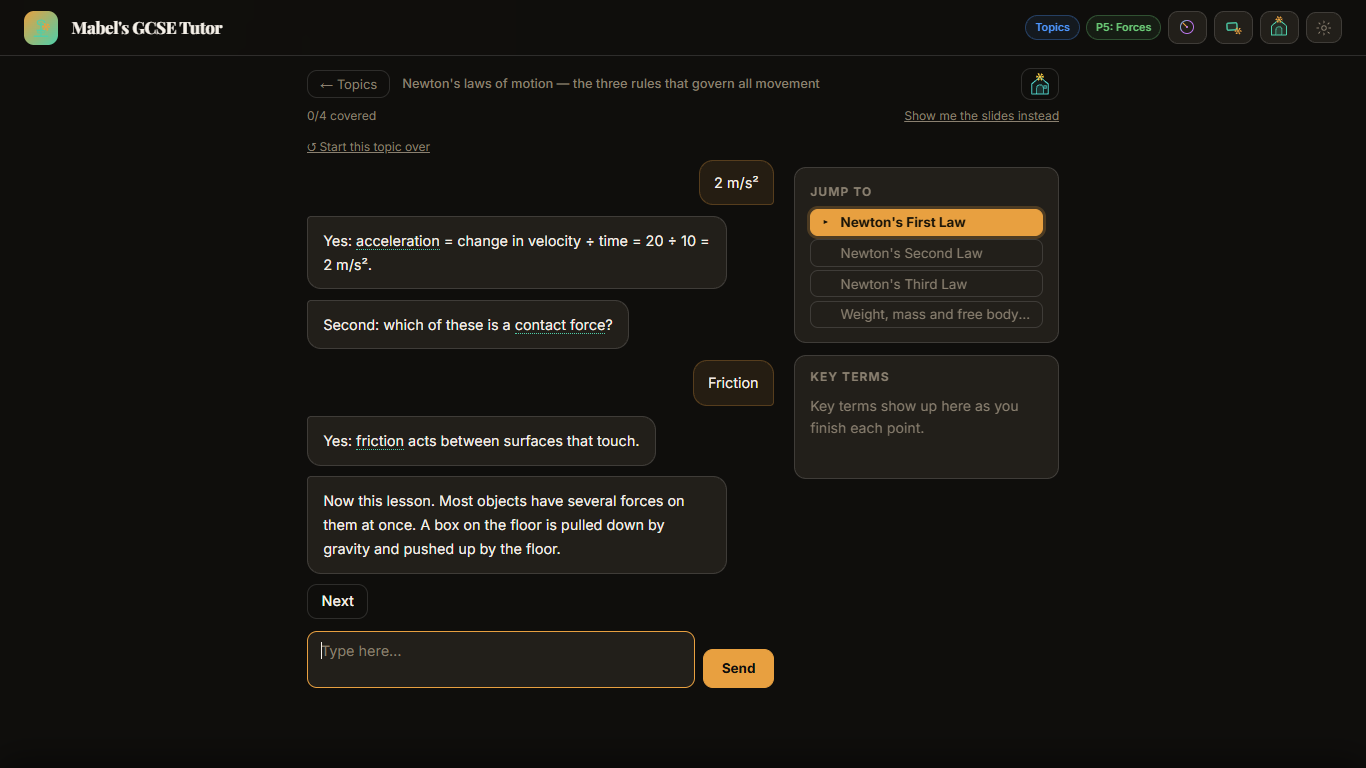 Mabel's GCSE Tutor
Topics
P5: Forces
← Topics
Newton's laws of motion — the three rules that govern all movement
0/4 covered
Show me the slides instead
↺ Start this topic over
2 m/s²
Yes: acceleration = change in velocity ÷ time = 20 ÷ 10 =
2 m/s².
Second: which of these is a contact force?
Friction
Yes: friction acts between surfaces that touch.
Now this lesson. Most objects have several forces on
them at once. A box on the floor is pulled down by
gravity and pushed up by the floor.
Next
Type here...
Send
JUMP TO
▸ Newton's First Law
Newton's Second Law
Newton's Third Law
Weight, mass and free body...
KEY TERMS
Key terms show up here as you
finish each point.